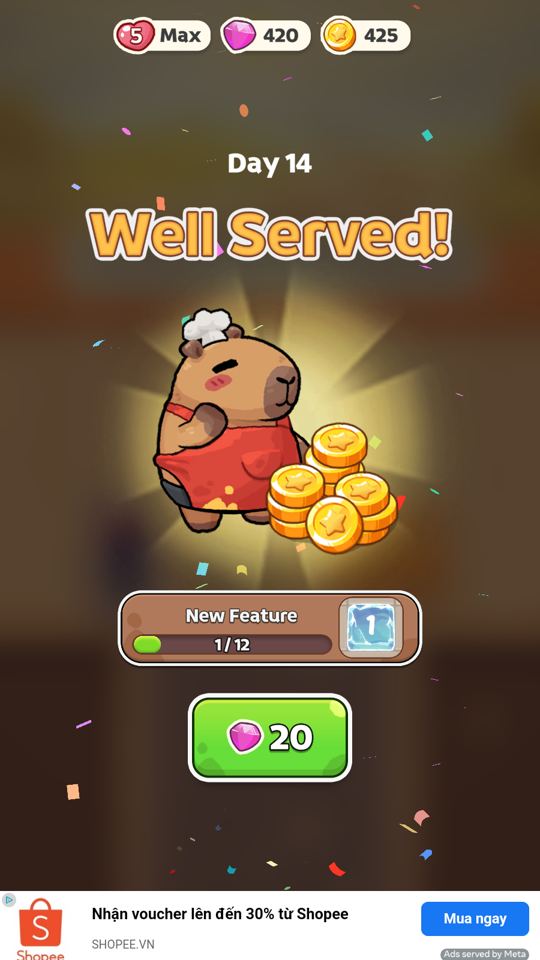 5 Max 420 425
Day 14
Well Served!
New Feature
1/12
1
20
Nhận voucher lên đến 30% từ Shopee
Mua ngay
SHOPEE.VN
S
Shopee
Ads served by Meta